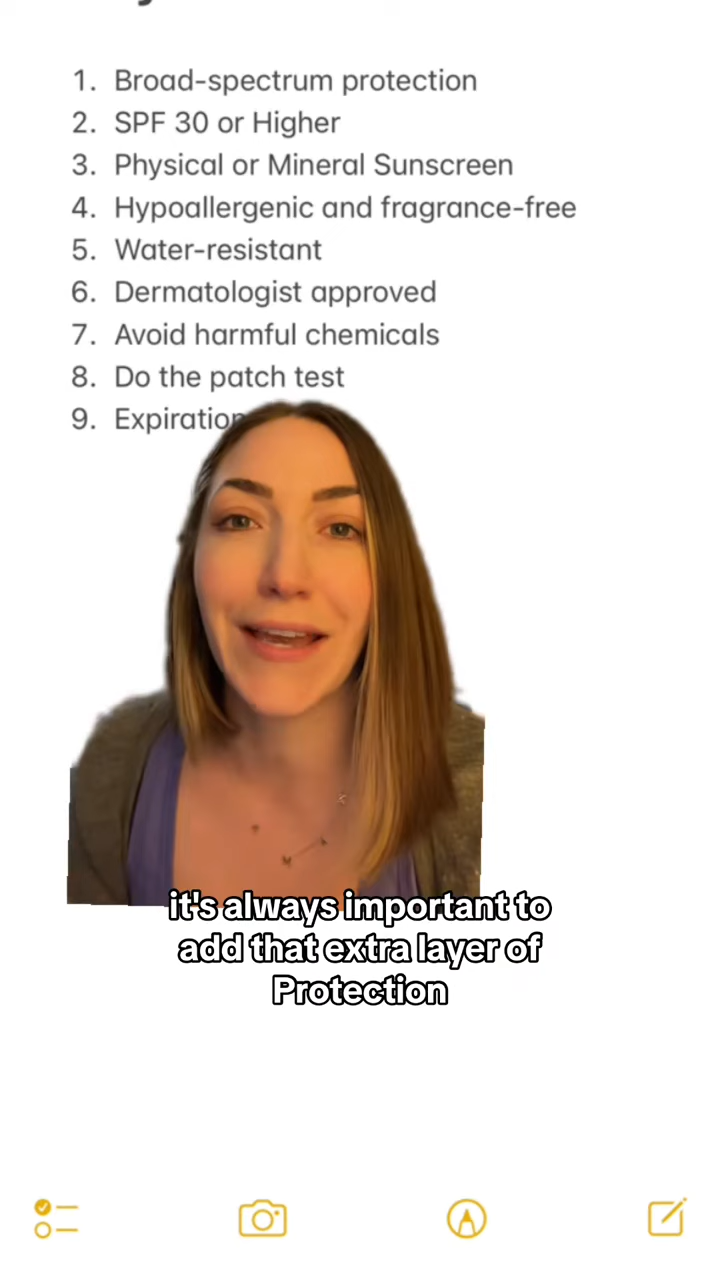 1. Broad-spectrum protection
2. SPF 30 or Higher
3. Physical or Mineral Sunscreen
4. Hypoallergenic and fragrance-free
5. Water-resistant
6. Dermatologist approved
7. Avoid harmful chemicals
8. Do the patch test
9. Expiration
it's always important to
add that extra layer of
Protection